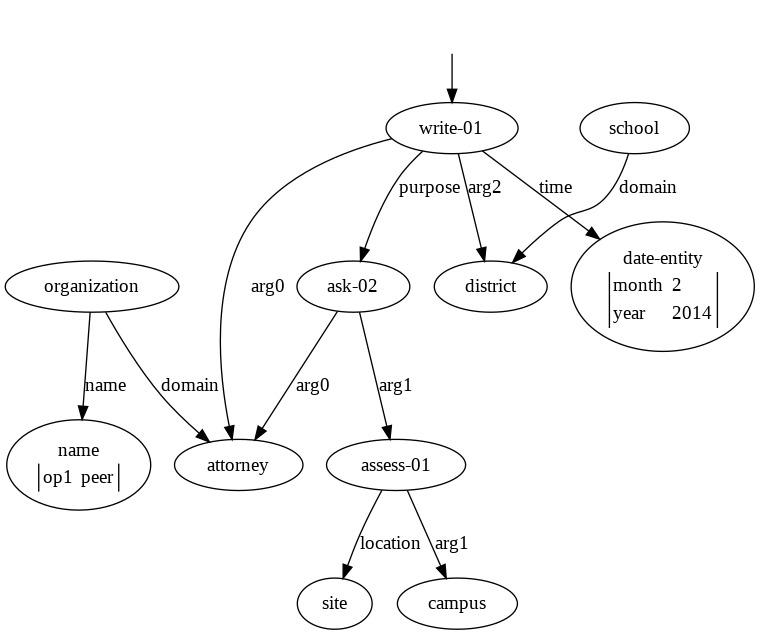 write-01
school
purpose
arg2
time
domain
date-entity
month 2
year 2014
organization
arg0
ask-02
district
name
domain
arg0
arg1
name
op1 peer
attorney
assess-01
location
arg1
site
campus